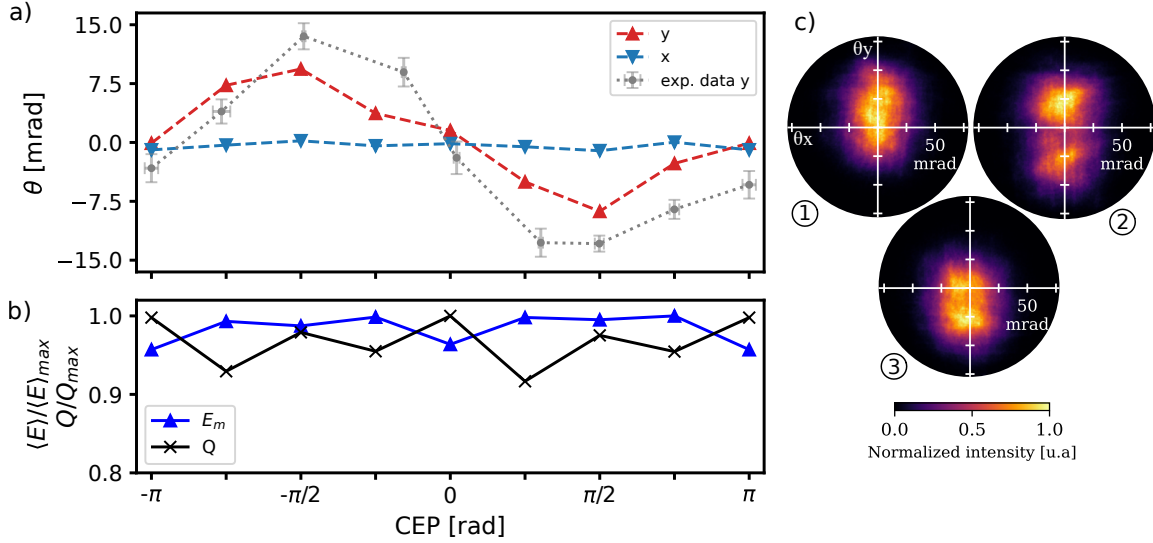 a)
15.0
7.5
0.0
−7.5
−15.0
θ [mrad]
y
x
exp. data y
b)
1.0
0.9
0.8
⟨E⟩/⟨E⟩max
Q/Qmax
Em
Q
-π
-π/2
0
π/2
π
CEP [rad]
c)
θy
θx
50
mrad
1
50
mrad
2
50
mrad
3
0.0 0.5 1.0
Normalized intensity [u.a]